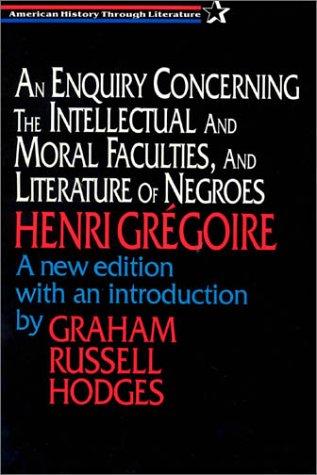 American History Through Literature
AN ENQUIRY CONCERNING
THE INTELLECTUAL AND
MORAL FACULTIES, AND
LITERATURE OF NEGROES
HENRI GRÉGOIRE
A new edition
with an introduction
by GRAHAM
RUSSELL
HODGES